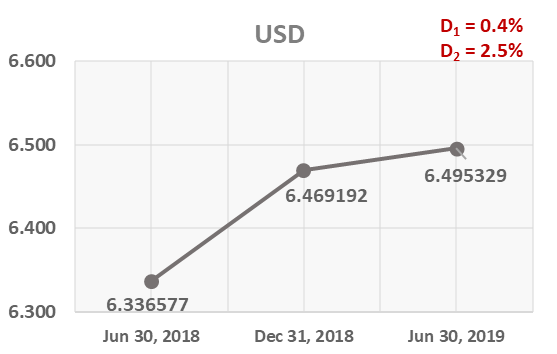 USD
D1 = 0.4%
D2 = 2.5%
6.600
6.500
6.400
6.300
6.336577
6.469192
6.495329
Jun 30, 2018
Dec 31, 2018
Jun 30, 2019